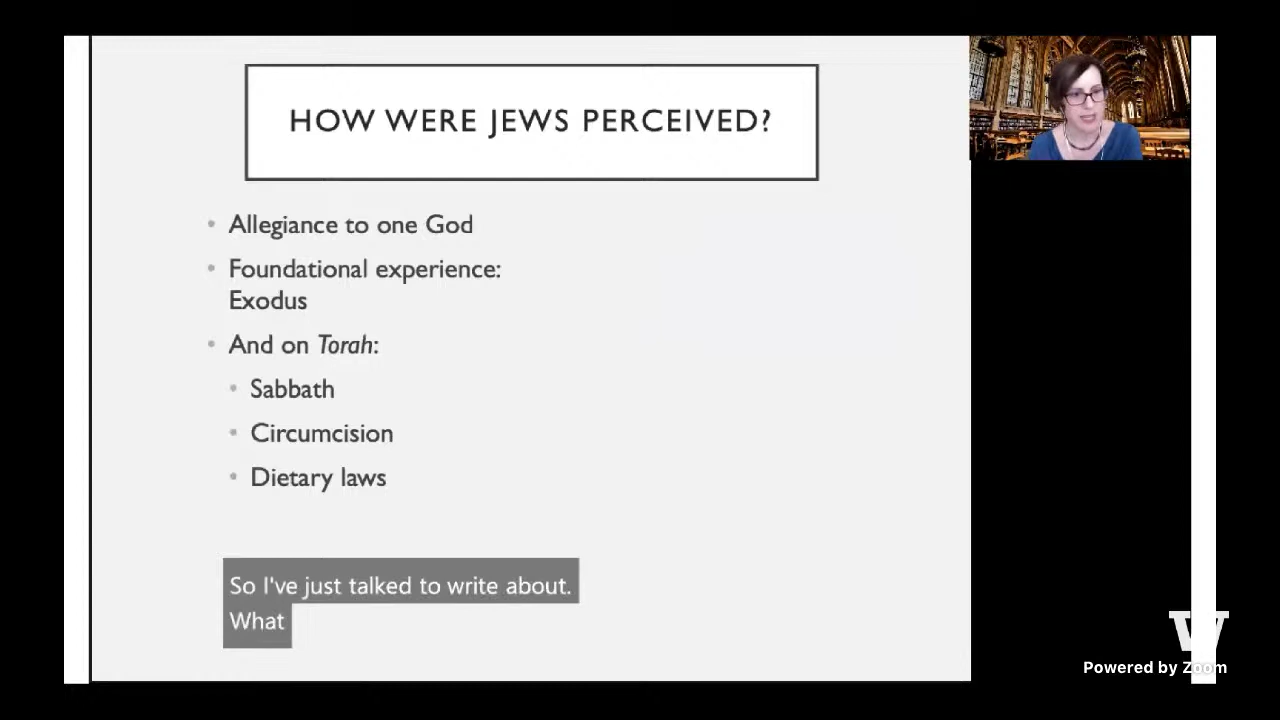 HOW WERE JEWS PERCEIVED?
• Allegiance to one God
• Foundational experience:
Exodus
• And on Torah:
• Sabbath
• Circumcision
• Dietary laws
So I've just talked to write about.
What
W
Powered by Zoom